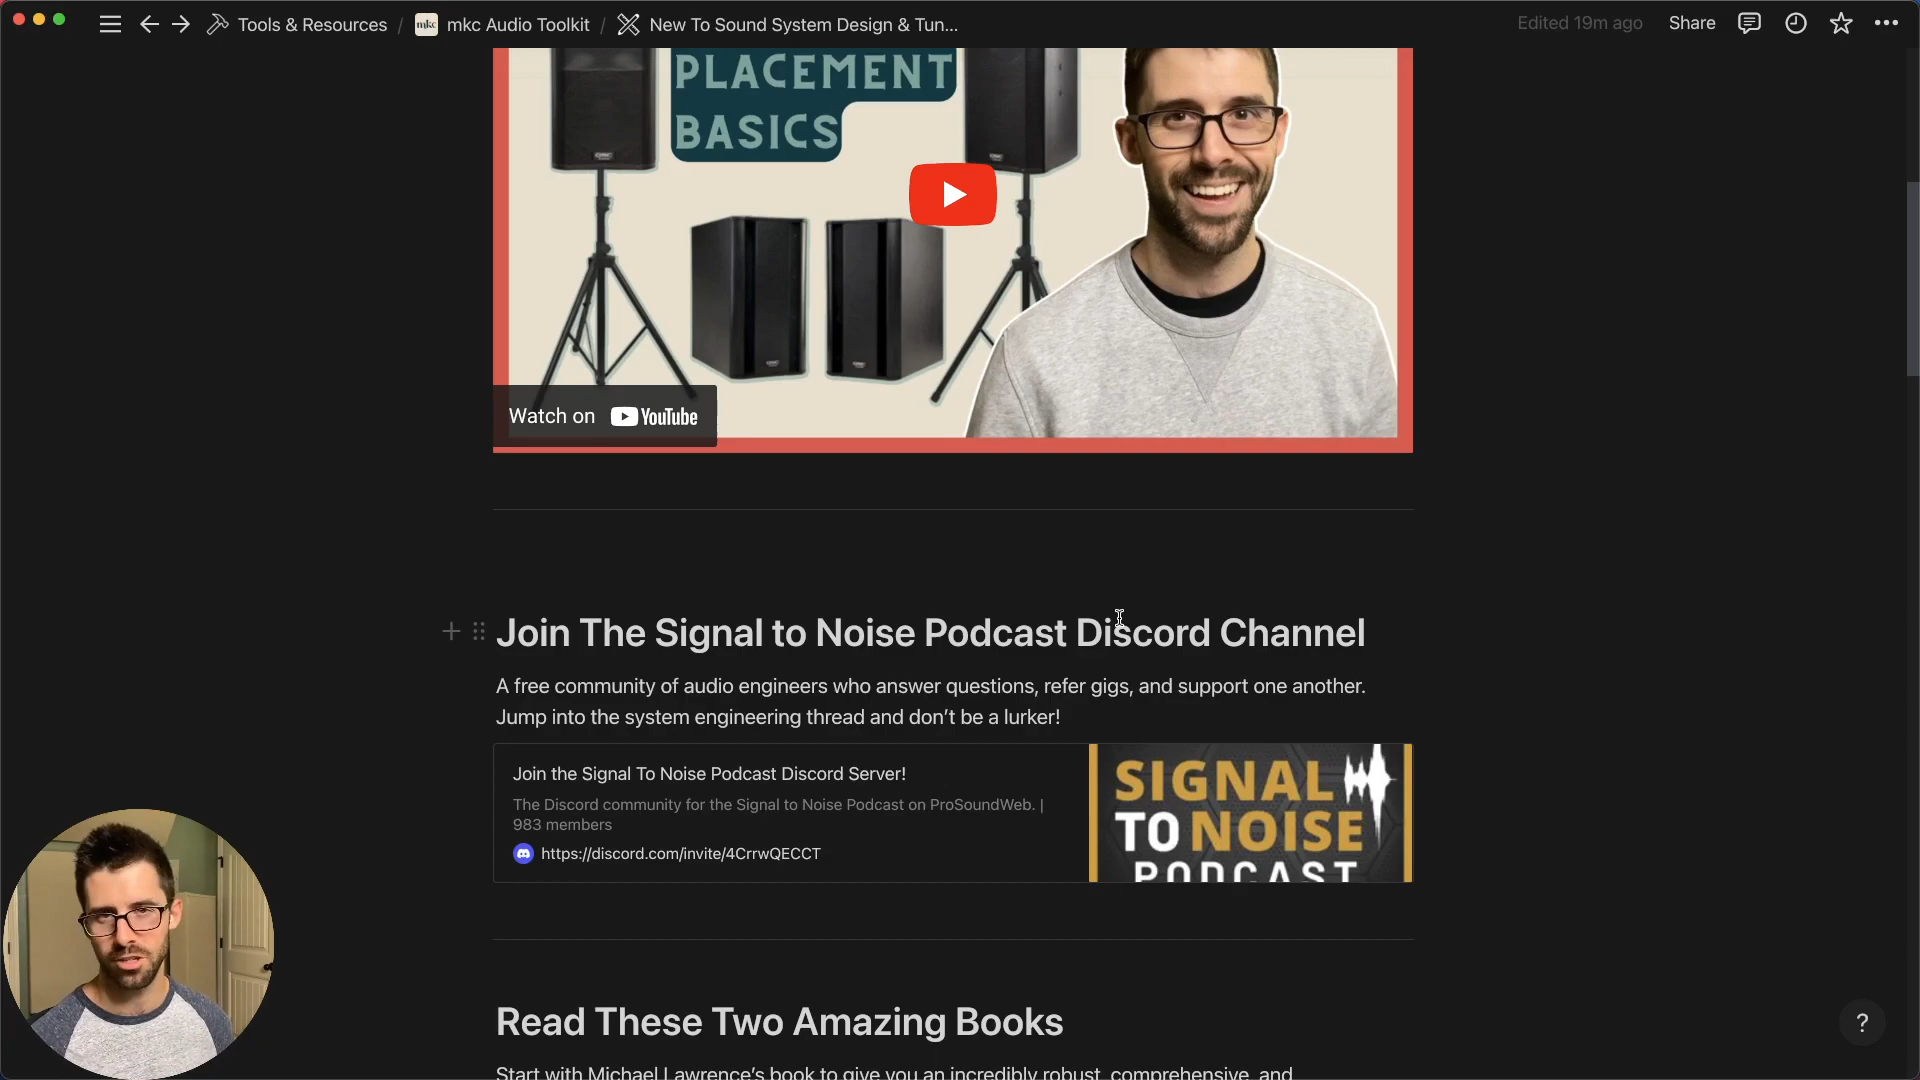 Tools & Resources / mkc mkc Audio Toolkit / New To Sound System Design & Tun...
Edited 19m ago Share
PLACEMENT
BASICS
Watch on YouTube
Join The Signal to Noise Podcast Discord Channel
A free community of audio engineers who answer questions, refer gigs, and support one another.
Jump into the system engineering thread and don’t be a lurker!
Join the Signal To Noise Podcast Discord Server!
The Discord community for the Signal to Noise Podcast on ProSoundWeb. |
983 members
https://discord.com/invite/4CrrwQECCT
SIGNAL
TO NOISE
PODCAST
Read These Two Amazing Books
Start with Michael Lawrence’s book to give you an incredibly robust, comprehensive, and
?